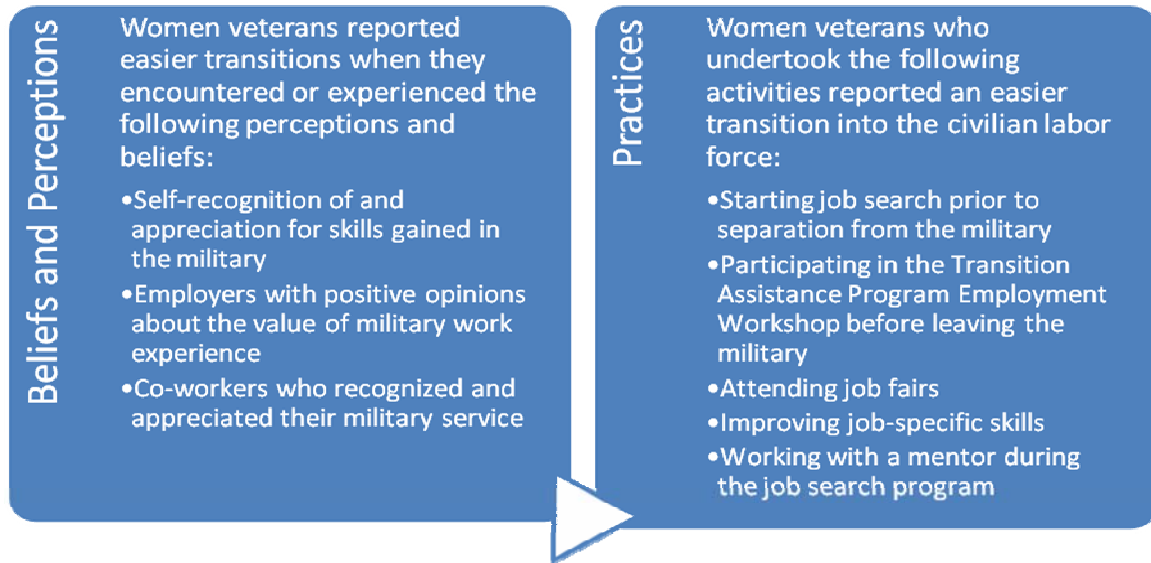 Beliefs and Perceptions
Women veterans reported
easier transitions when they
encountered or experienced the
following perceptions and
beliefs:
•Self-recognition of and
appreciation for skills gained in
the military
•Employers with positive opinions
about the value of military work
experience
•Co-workers who recognized and
appreciated their military service
Practices
Women veterans who
undertook the following
activities reported an easier
transition into the civilian labor
force:
•Starting job search prior to
separation from the military
•Participating in the Transition
Assistance Program Employment
Workshop before leaving the
military
•Attending job fairs
•Improving job-specific skills
•Working with a mentor during
the job search program